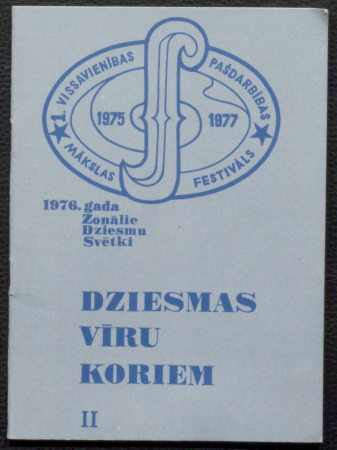 1. VISSAVIENĪBAS PAŠDARBĪBAS
1975 1977
MĀKSLAS FESTIVĀLS
1976. gada
Zonālie
Dziesmu
Svētki
DZIESMAS
VĪRU
KORIEM
II